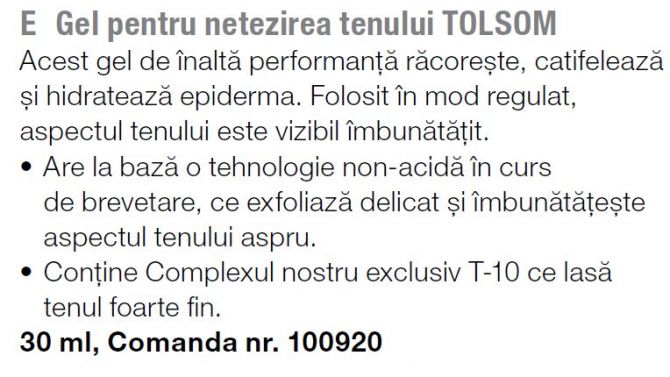 E Gel pentru netezirea tenului TOLSOM
Acest gel de înaltă performanță răcorește, catifelează
și hidratează epiderma. Folosit în mod regulat,
aspectul tenului este vizibil îmbunătățit.
• Are la bază o tehnologie non-acidă în curs
de brevetare, ce exfoliază delicat și îmbunătățește
aspectul tenului aspru.
• Conține Complexul nostru exclusiv T-10 ce lasă
tenul foarte fin.
30 ml, Comanda nr. 100920